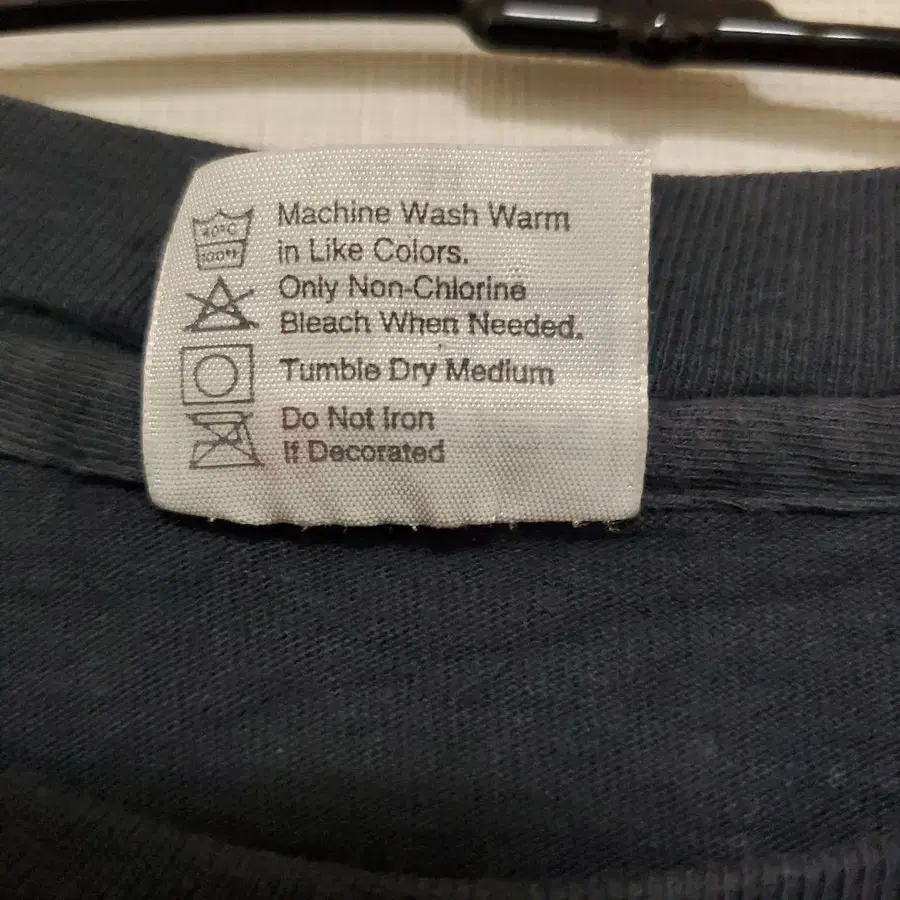 40°C
100°F
Machine Wash Warm
in Like Colors.
Only Non-Chlorine
Bleach When Needed.
Tumble Dry Medium
Do Not Iron
If Decorated